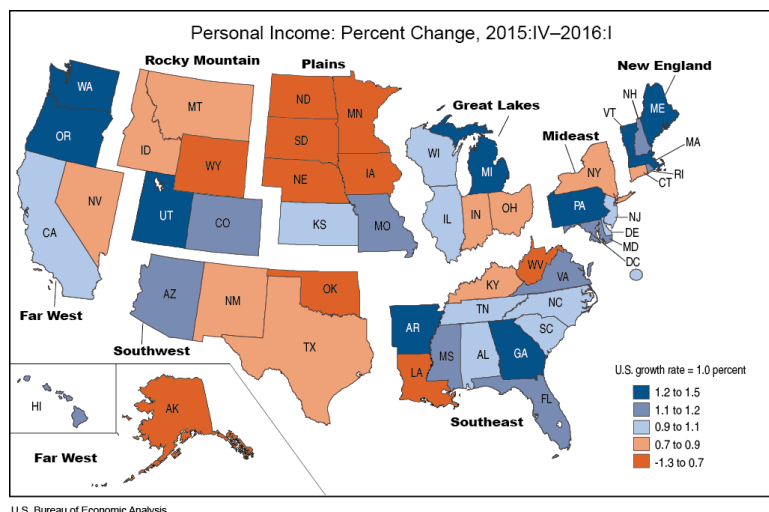 Personal Income: Percent Change, 2015:IV–2016:I
Rocky Mountain
Plains
New England
Great Lakes
Mideast
WA
OR
CA
NV
ID
MT
WY
UT
CO
ND
SD
NE
KS
MN
IA
MO
WI
MI
IL
IN
OH
NH
VT
ME
MA
RI
CT
NY
PA
NJ
DE
MD
DC
Far West
AZ
NM
OK
TX
Southwest
KY
WV
VA
TN
NC
SC
AR
LA
MS
AL
GA
FL
Southeast
HI
AK
Far West
U.S. growth rate = 1.0 percent
1.2 to 1.5
1.1 to 1.2
0.9 to 1.1
0.7 to 0.9
-1.3 to 0.7
U.S. Bureau of Economic Analysis